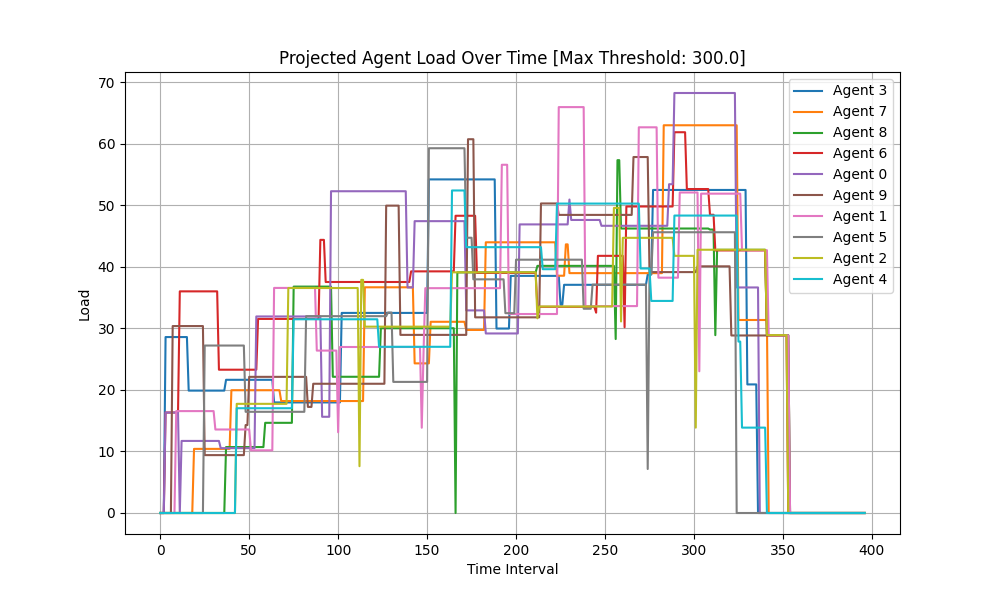 Projected Agent Load Over Time [Max Threshold: 300.0]
70
60
50
40
30
20
10
0
Load
0 50 100 150 200 250 300 350 400
Time Interval
Agent 3
Agent 7
Agent 8
Agent 6
Agent 0
Agent 9
Agent 1
Agent 5
Agent 2
Agent 4